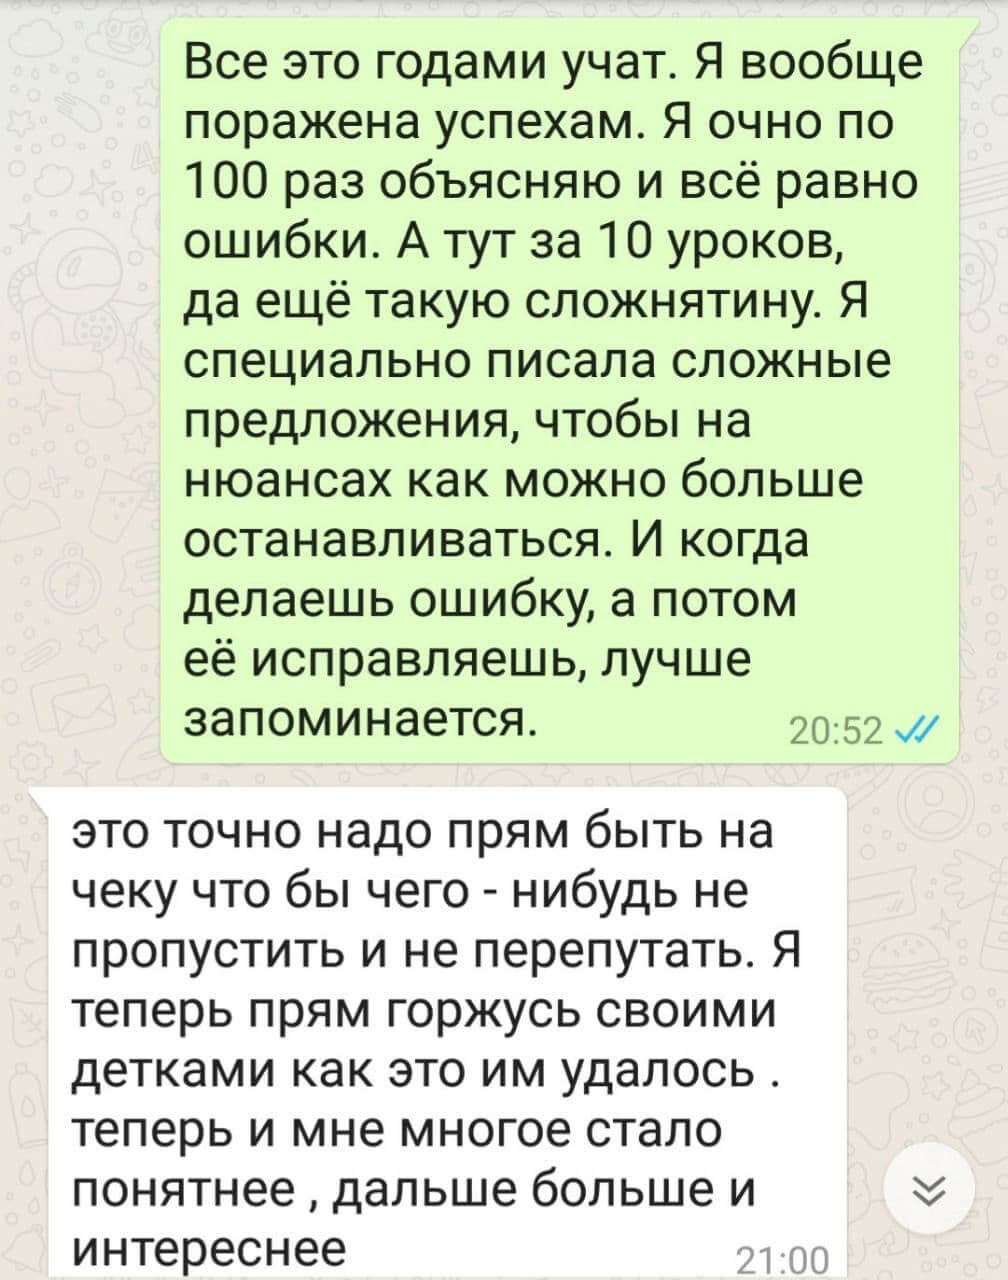 Все это годами учат. Я вообще
поражена успехам. Я очно по
100 раз объясняю и всё равно
ошибки. А тут за 10 уроков,
да ещё такую сложнятину. Я
специально писала сложные
предложения, чтобы на
нюансах как можно больше
останавливаться. И когда
делаешь ошибку, а потом
её исправляешь, лучше
запоминается.
20:52
это точно надо прям быть на
чеку что бы чего - нибудь не
пропустить и не перепутать. Я
теперь прям горжусь своими
детками как это им удалось .
теперь и мне многое стало
понятнее , дальше больше и
интереснее
21:00